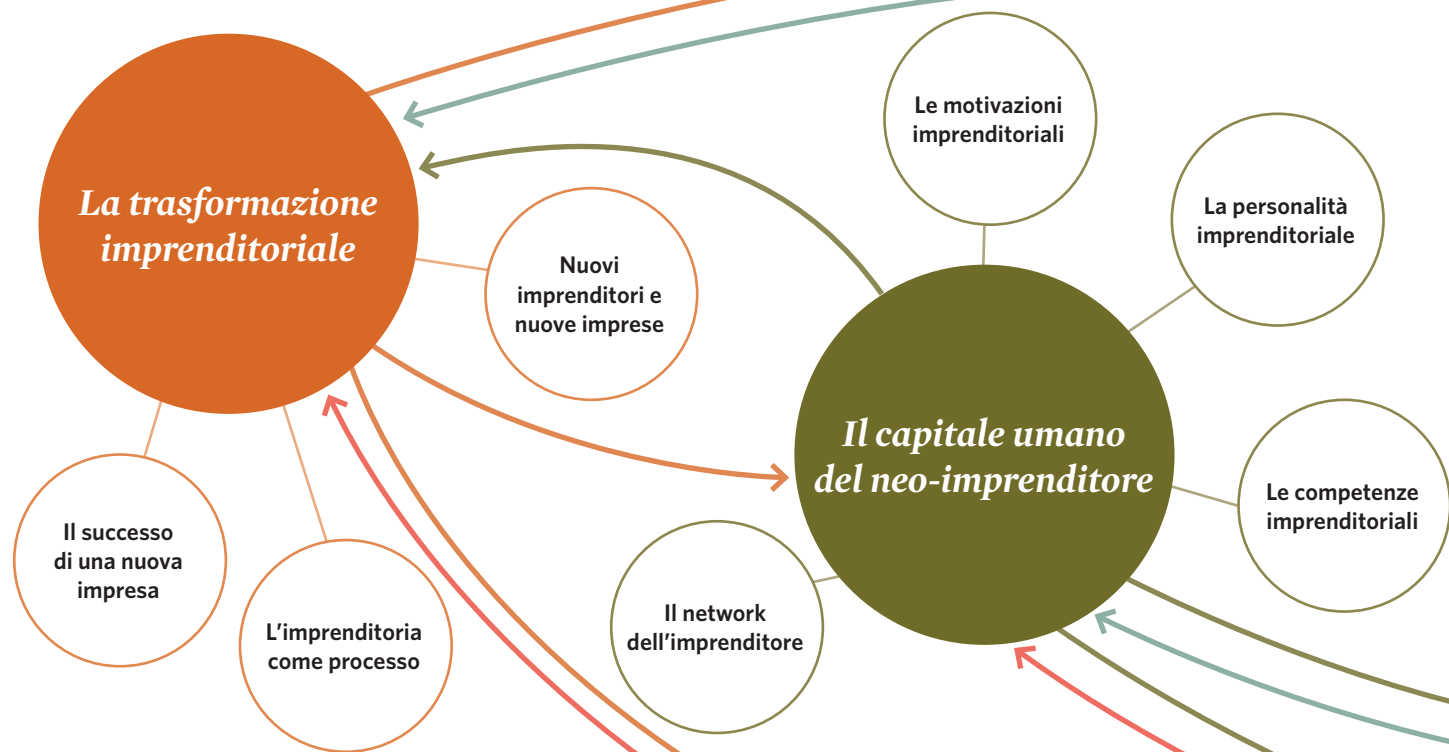 La trasformazione
imprenditoriale
Nuovi
imprenditori e
nuove imprese
Il successo
di una nuova
impresa
L'imprenditoria
come processo
Le motivazioni
imprenditoriali
La personalità
imprenditoriale
Il capitale umano
del neo-imprenditore
Le competenze
imprenditoriali
Il network
dell'imprenditore